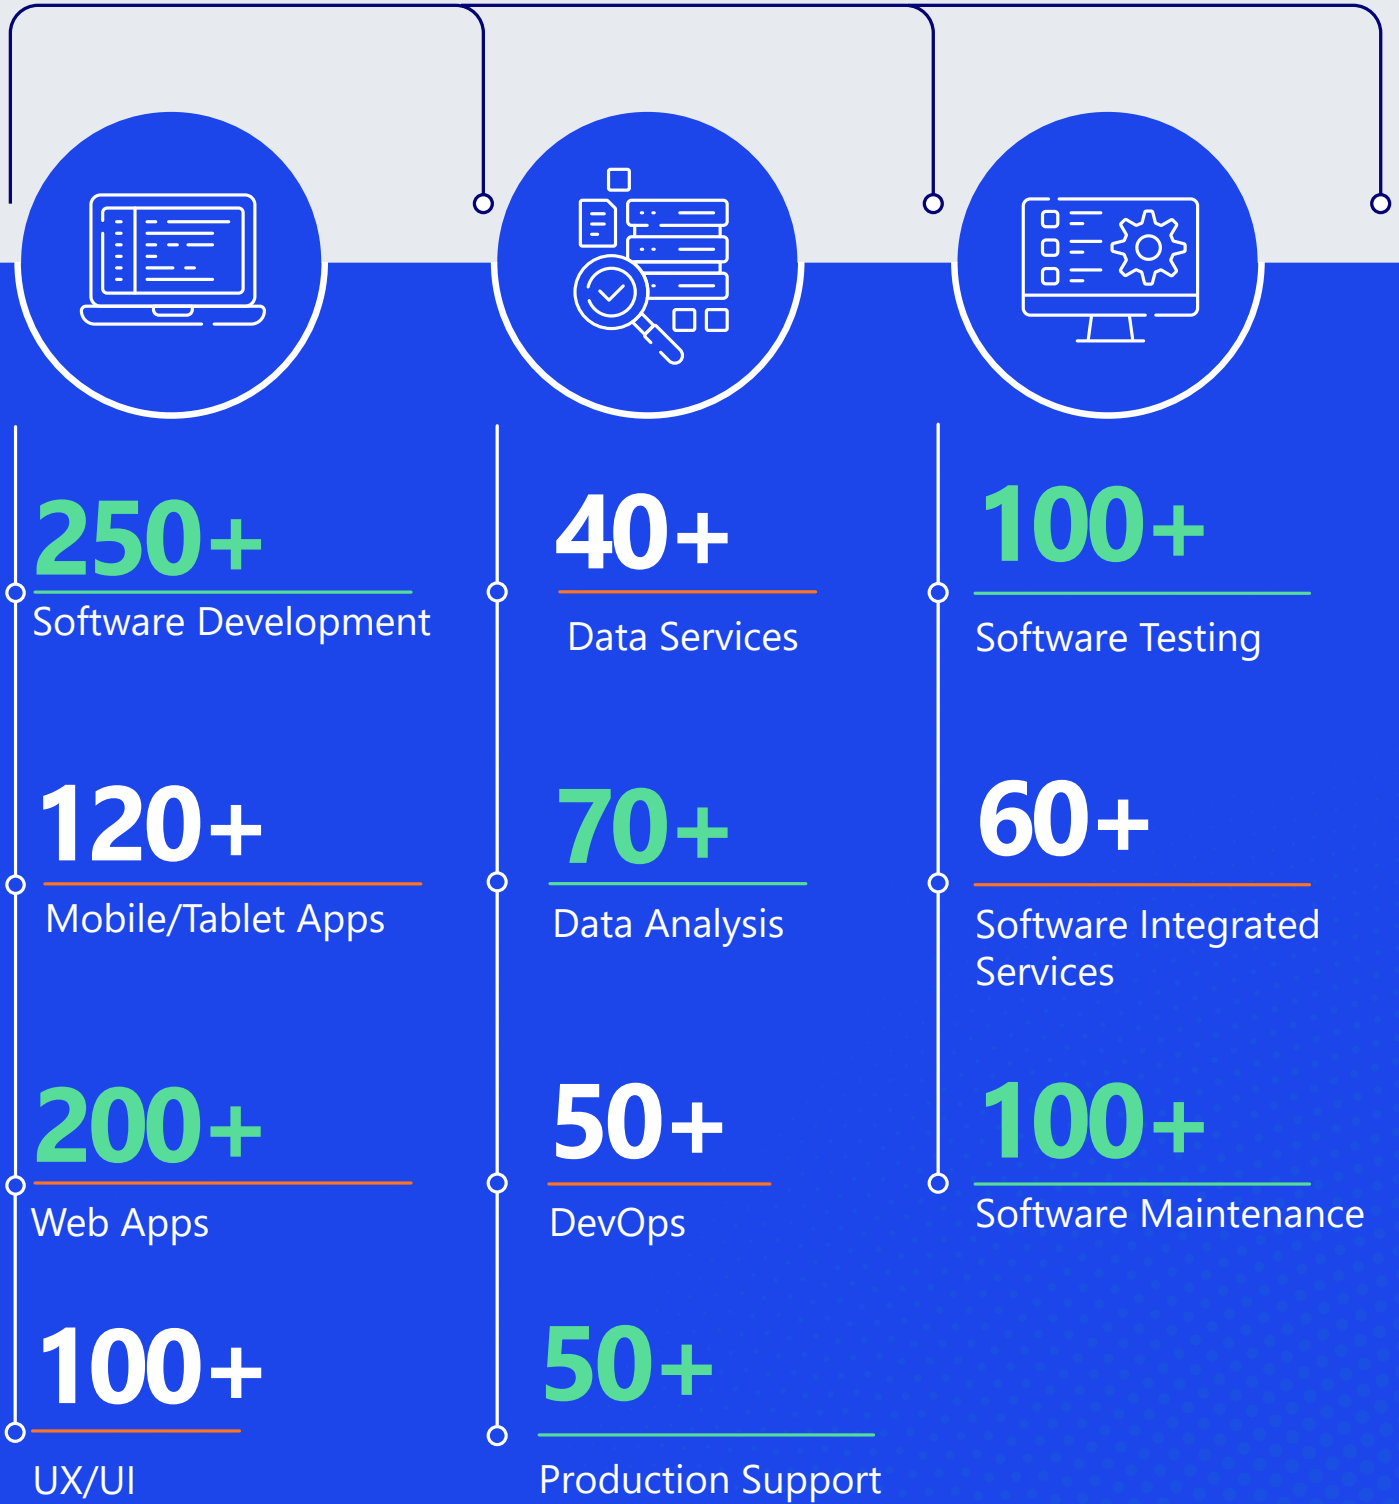 250+
Software Development
120+
Mobile/Tablet Apps
200+
Web Apps
100+
UX/UI
40+
Data Services
70+
Data Analysis
50+
DevOps
50+
Production Support
100+
Software Testing
60+
Software Integrated
Services
100+
Software Maintenance